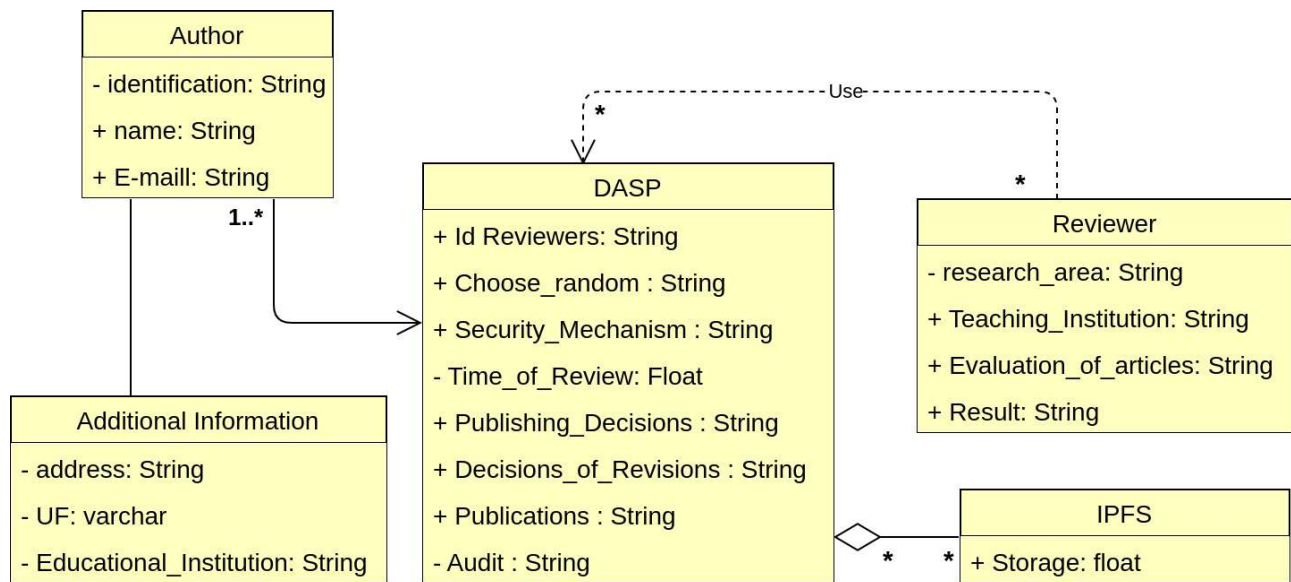 Author
- identification: String
+ name: String
+ E-maill: String
1..*
Use
*
*
DASP
+ Id Reviewers: String
+ Choose_random : String
+ Security_Mechanism : String
- Time_of_Review: Float
+ Publishing_Decisions : String
+ Decisions_of_Revisions : String
+ Publications : String
- Audit : String
Reviewer
- research_area: String
+ Teaching_Institution: String
+ Evaluation_of_articles: String
+ Result: String
Additional Information
- address: String
- UF: varchar
- Educational_Institution: String
* *
IPFS
+ Storage: float